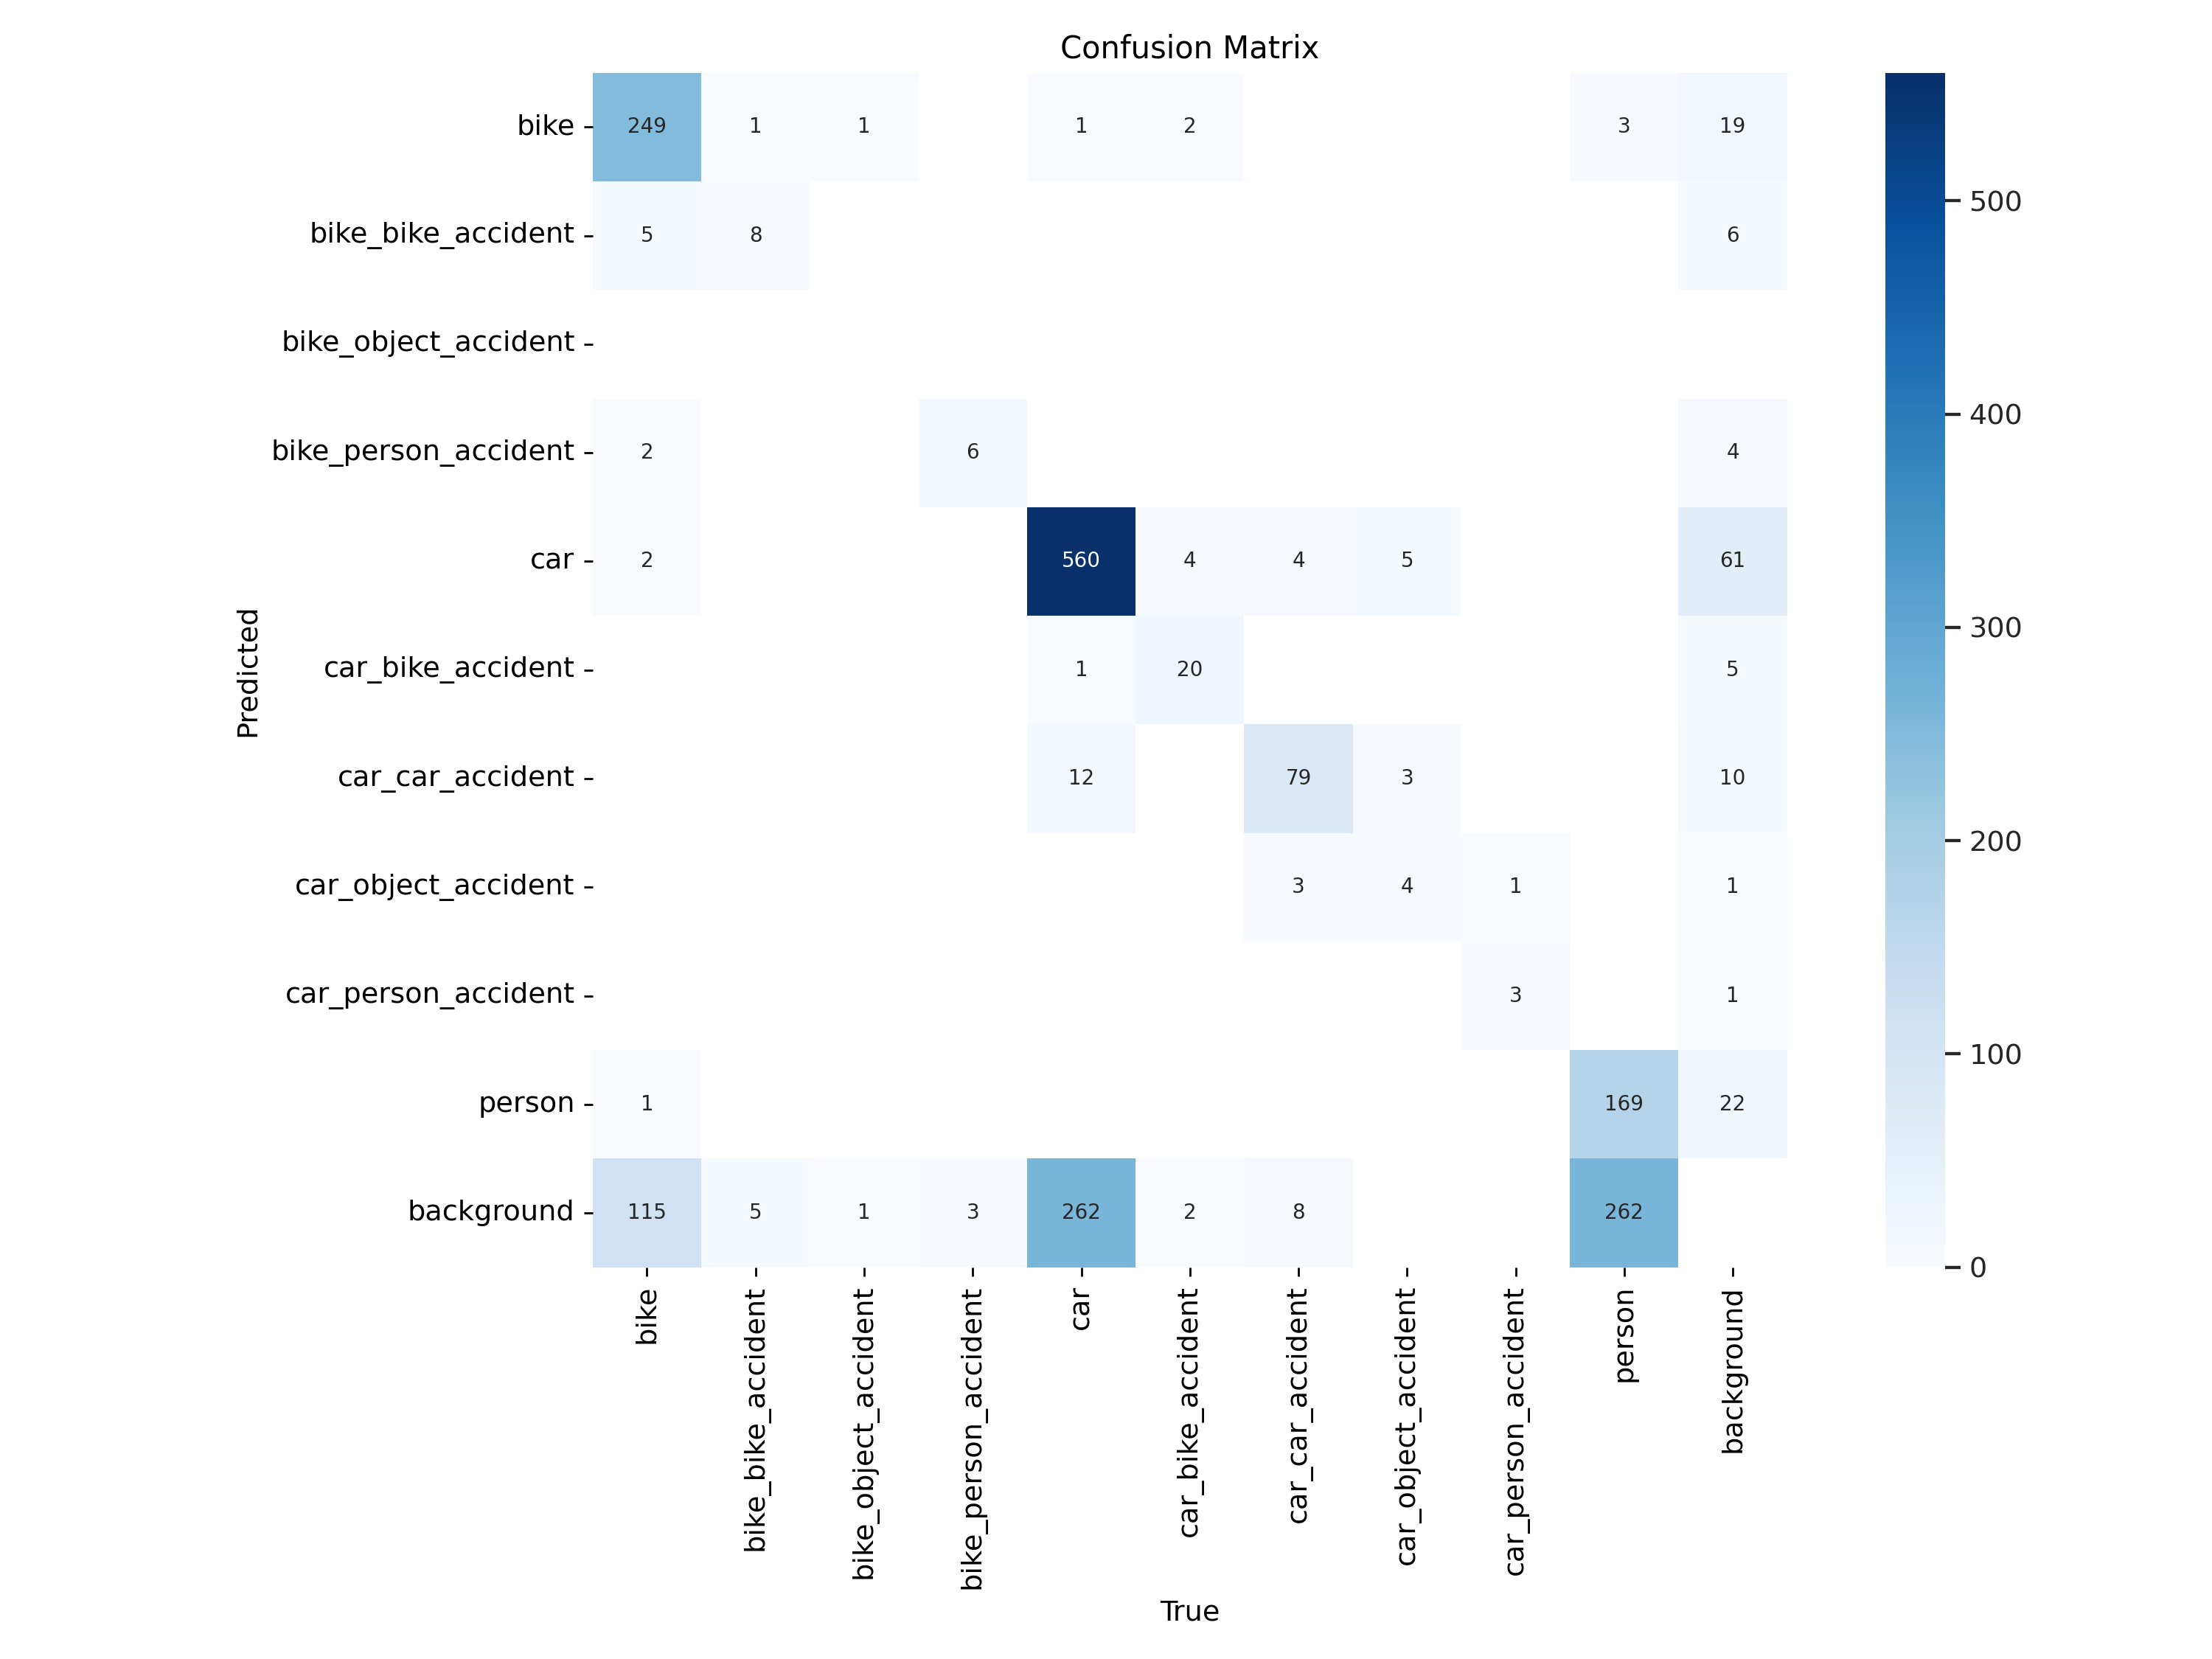 Confusion Matrix
bike 249 1 1 1 2 3 19
bike_bike_accident 5 8 6
bike_object_accident
bike_person_accident 2 6 4
car 2 560 4 4 5 61
car_bike_accident 1 20 5
car_car_accident 12 79 3 10
car_object_accident 3 4 1 1
car_person_accident 3 1
person 1 169 22
background 115 5 1 3 262 2 8 262
Predicted
bike
bike_bike_accident
bike_object_accident
bike_person_accident
car
car_bike_accident
car_car_accident
car_object_accident
car_person_accident
person
background
True
500
400
300
200
100
0